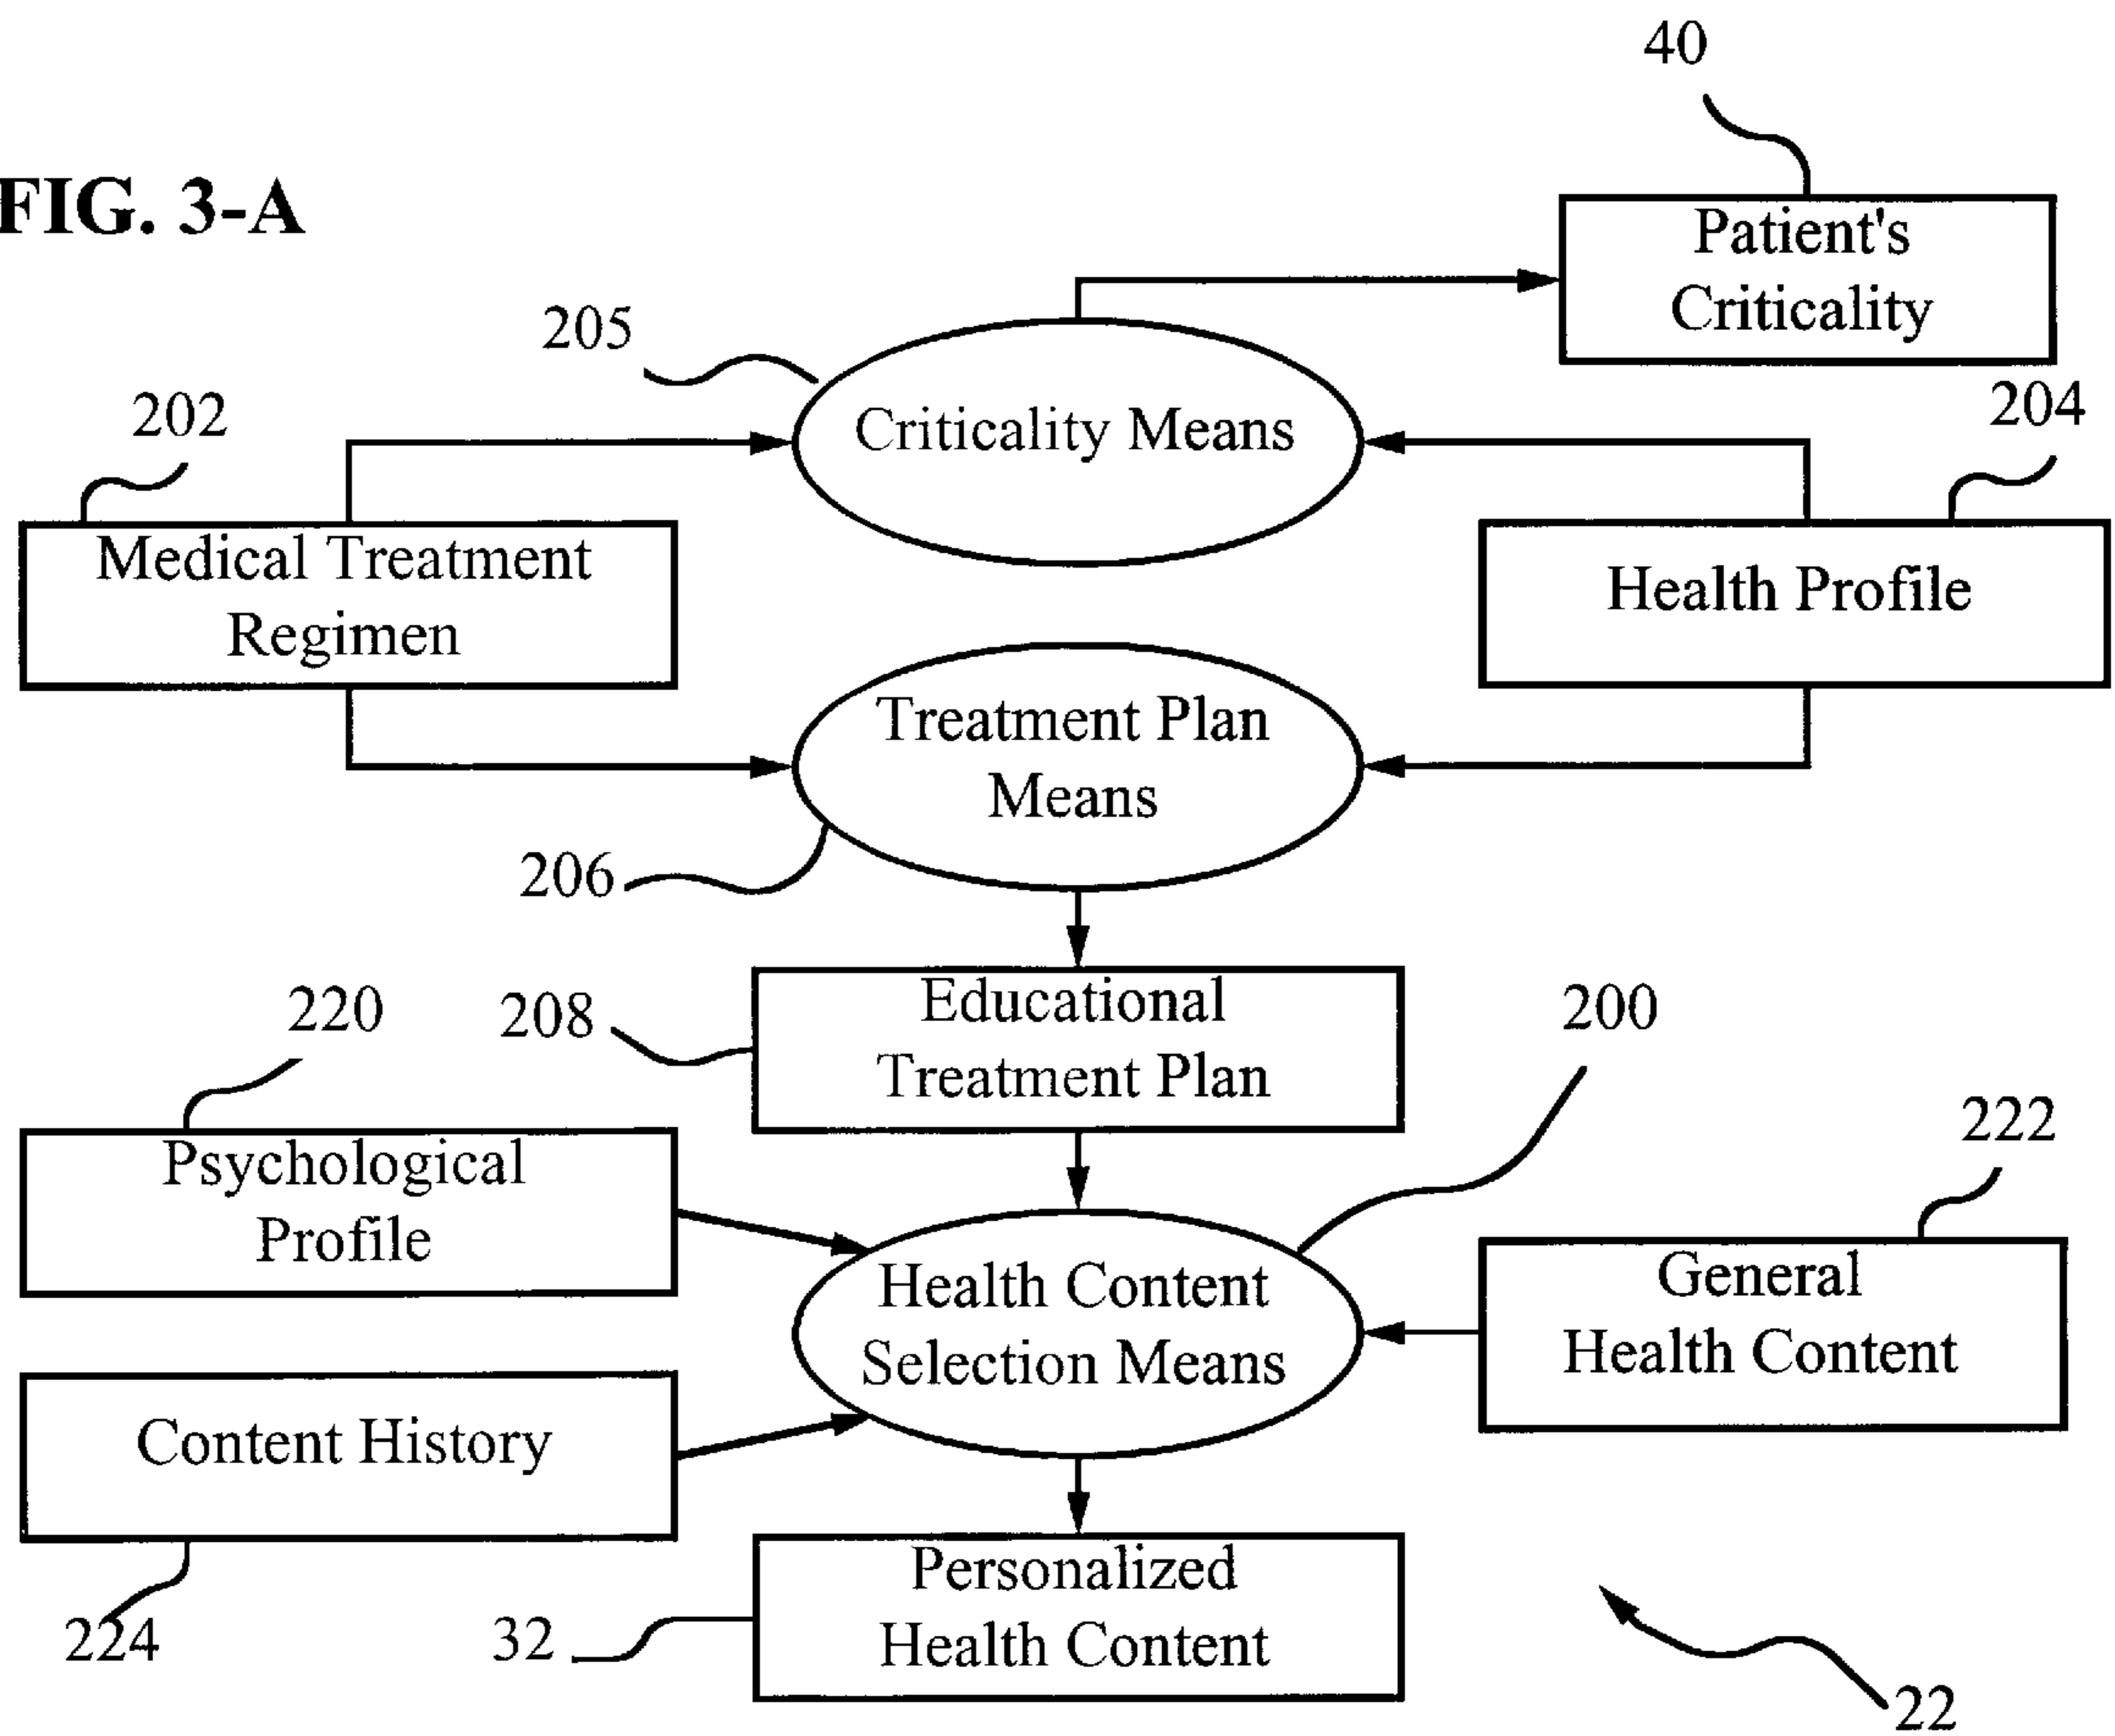 40
FIG. 3-A
Patient's
Criticality
205
Criticality Means
204
202
Medical Treatment
Regimen
Health Profile
Treatment Plan
Means
206
Educational
Treatment Plan
208
220
200
222
Psychological
Profile
General
Health Content
Health Content
Selection Means
Content History
224
Personalized
Health Content
32
22